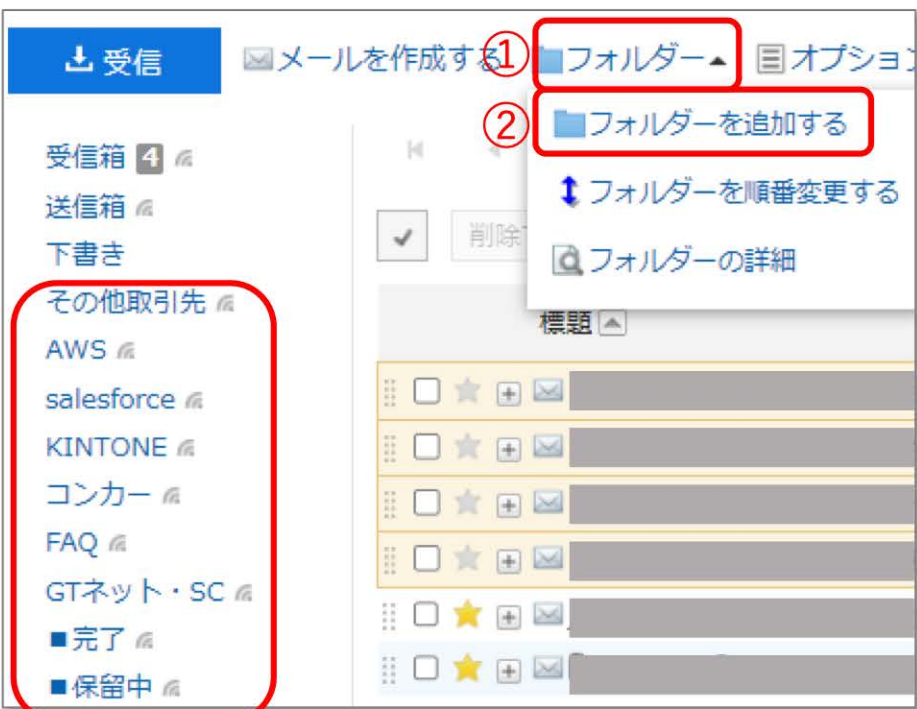 受信 メールを作成する ① フォルダー▲ オプション
② フォルダーを追加する
フォルダーを順番変更する
フォルダーの詳細
受信箱 4
送信箱
下書き
その他取引先
AWS
salesforce
KINTONE
コンカー
FAQ
GTネット・SC
■完了
■保留中
削除
標題